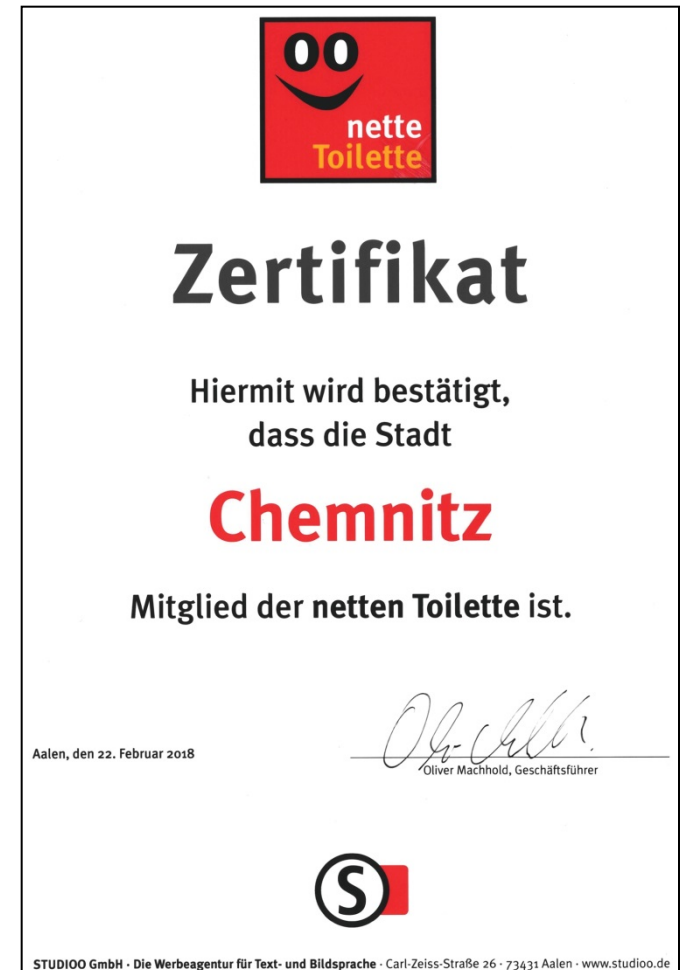 nette
Toilette
Zertifikat
Hiermit wird bestätigt,
dass die Stadt
Chemnitz
Mitglied der netten Toilette ist.
Aalen, den 22. Februar 2018
Oliver Machhold, Geschäftsführer
S
STUDIOO GmbH · Die Werbeagentur für Text- und Bildsprache · Carl-Zeiss-Straße 26 · 73431 Aalen · www.studioo.de